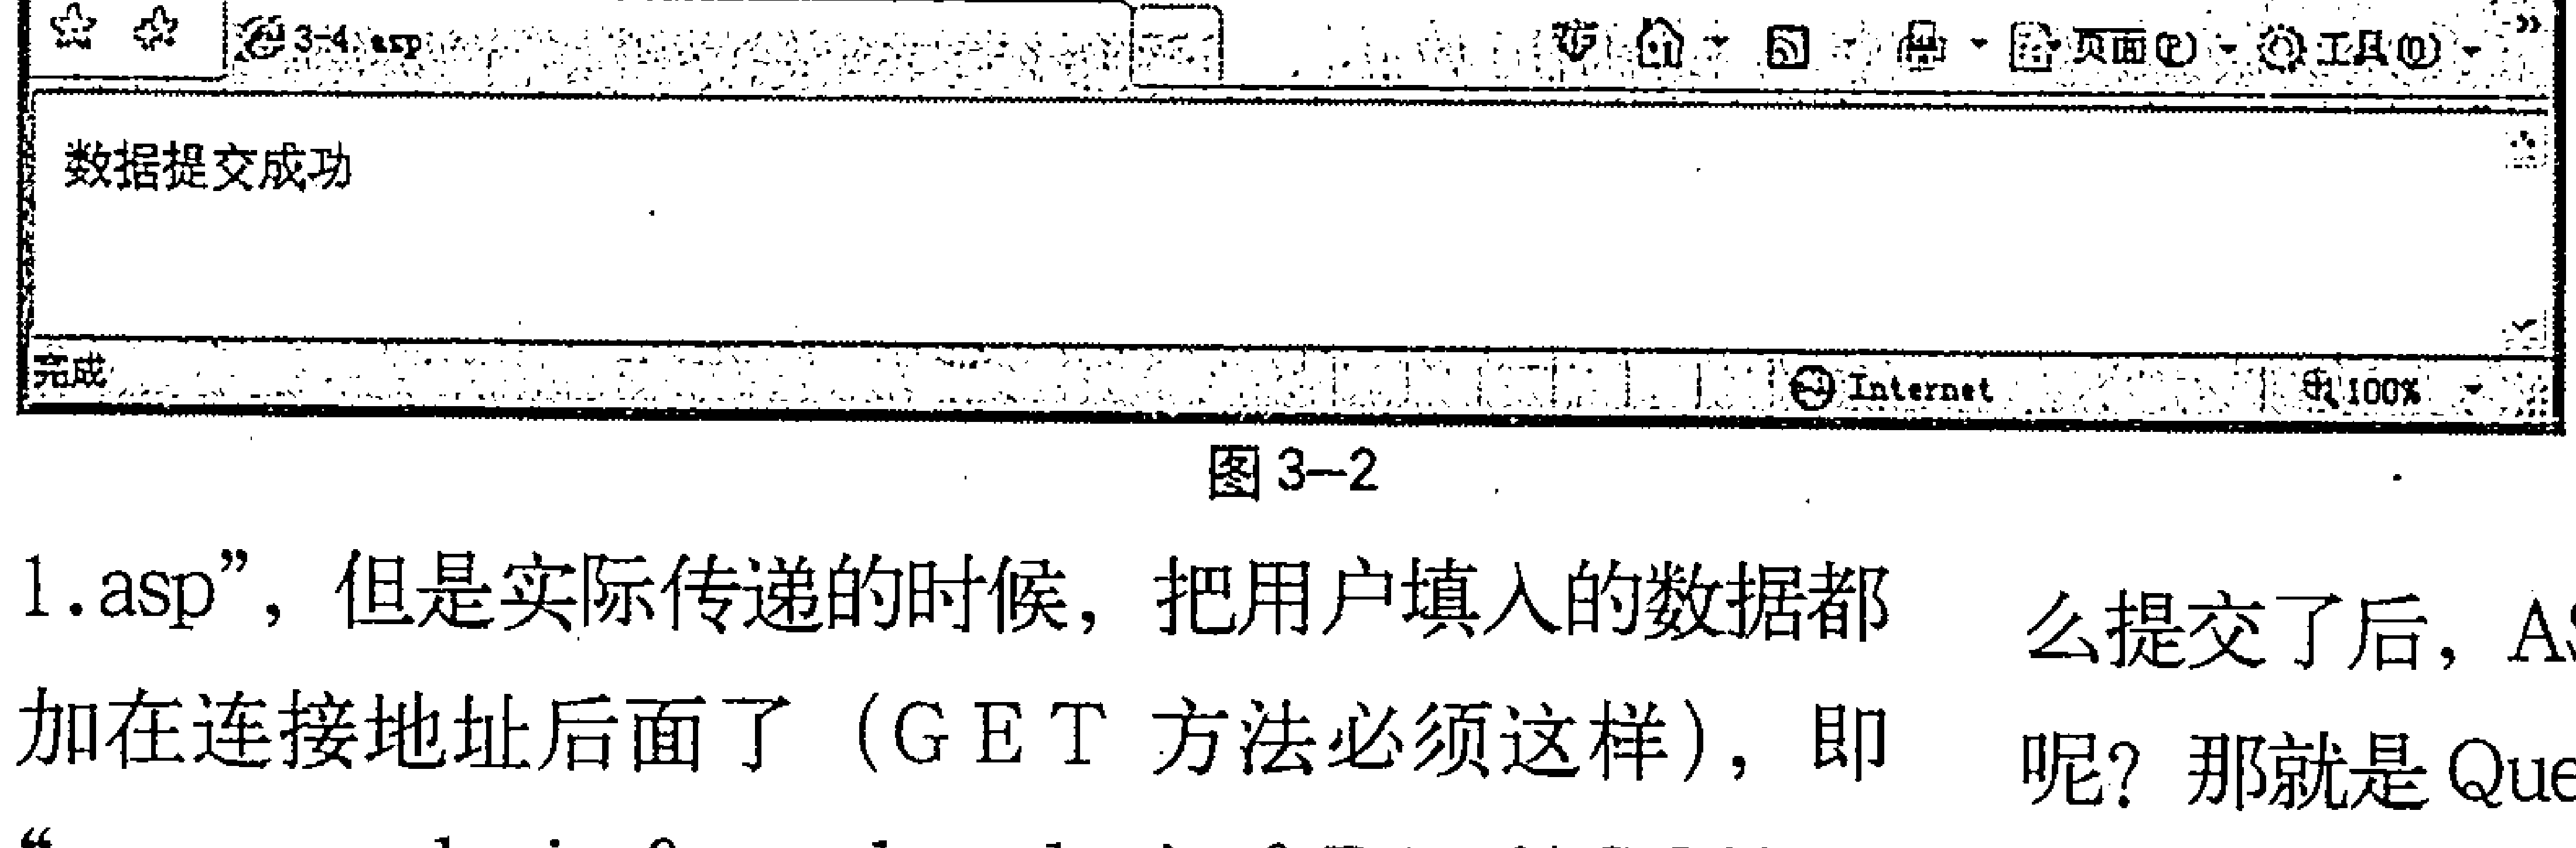 3-4.asp
页面(P) 工具(O) »
数据提交成功
完成
Internet
100%
图 3—2
1.asp”，但是实际传递的时候，把用户填入的数据都
加在连接地址后面了（GET 方法必须这样），即
么提交了后，
呢？那就是